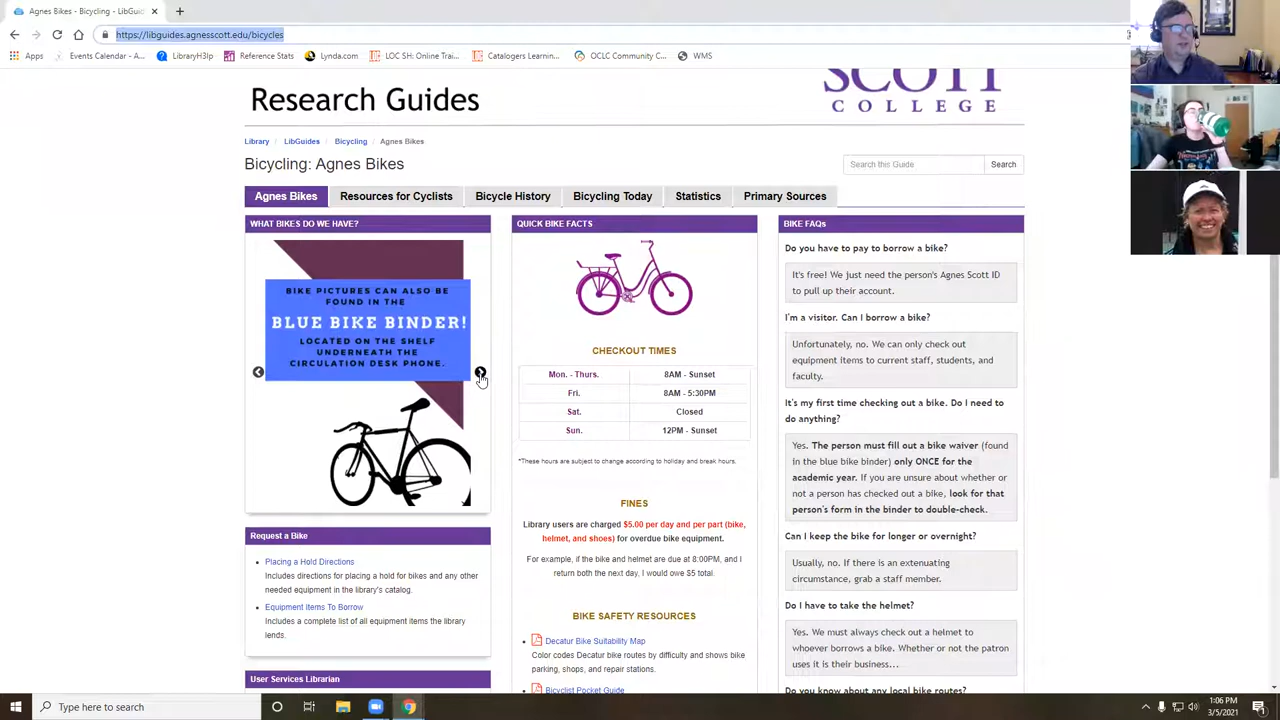 Agnes Bikes - Bicycling - LibGui
https://libguides.agnesscott.edu/bicycles
Apps
Events Calendar - A...
LibraryH3lp
Reference Stats
Lynda.com
LOC SH: Online Trai...
Catalogers Learnin...
OCLC Community C...
WMS
Research Guides
SCOTT
COLLEGE
Library / LibGuides / Bicycling / Agnes Bikes
Bicycling: Agnes Bikes
Search this Guide
Search
Agnes Bikes
Resources for Cyclists
Bicycle History
Bicycling Today
Statistics
Primary Sources
WHAT BIKES DO WE HAVE?
BIKE PICTURES CAN ALSO BE
FOUND IN THE
BLUE BIKE BINDER!
LOCATED ON THE SHELF
UNDERNEATH THE
CIRCULATION DESK PHONE.
Request a Bike
Placing a Hold Directions
Includes directions for placing a hold for bikes and any other
needed equipment in the library's catalog.
Equipment Items To Borrow
Includes a complete list of all equipment items the library
lends.
User Services Librarian
QUICK BIKE FACTS
CHECKOUT TIMES
Mon. - Thurs. 8AM - Sunset
Fri. 8AM - 5:30PM
Sat. Closed
Sun. 12PM - Sunset
*These hours are subject to change according to holiday and break hours.
FINES
Library users are charged $5.00 per day and per part (bike,
helmet, and shoes) for overdue bike equipment.
For example, if the bike and helmet are due at 8:00PM, and I
return both the next day, I would owe $5 total.
BIKE SAFETY RESOURCES
Decatur Bike Suitability Map
Color codes Decatur bike routes by difficulty and shows bike
parking, shops, and repair stations.
Bicyclist Pocket Guide
BIKE FAQs
Do you have to pay to borrow a bike?
It's free! We just need the person's Agnes Scott ID
to pull up their account.
I'm a visitor. Can I borrow a bike?
Unfortunately, no. We can only check out
equipment items to current staff, students, and
faculty.
It's my first time checking out a bike. Do I need to
do anything?
Yes. The person must fill out a bike waiver (found
in the blue bike binder) only ONCE for the
academic year. If you are unsure about whether or
not a person has checked out a bike, look for that
person's form in the binder to double-check.
Can I keep the bike for longer or overnight?
Usually, no. If there is an extenuating
circumstance, grab a staff member.
Do I have to take the helmet?
Yes. We must always check out a helmet to
whoever borrows a bike. Whether or not the patron
uses it is their business...
Do you know about any local bike routes?
Type here to search
1:06 PM
3/5/2021